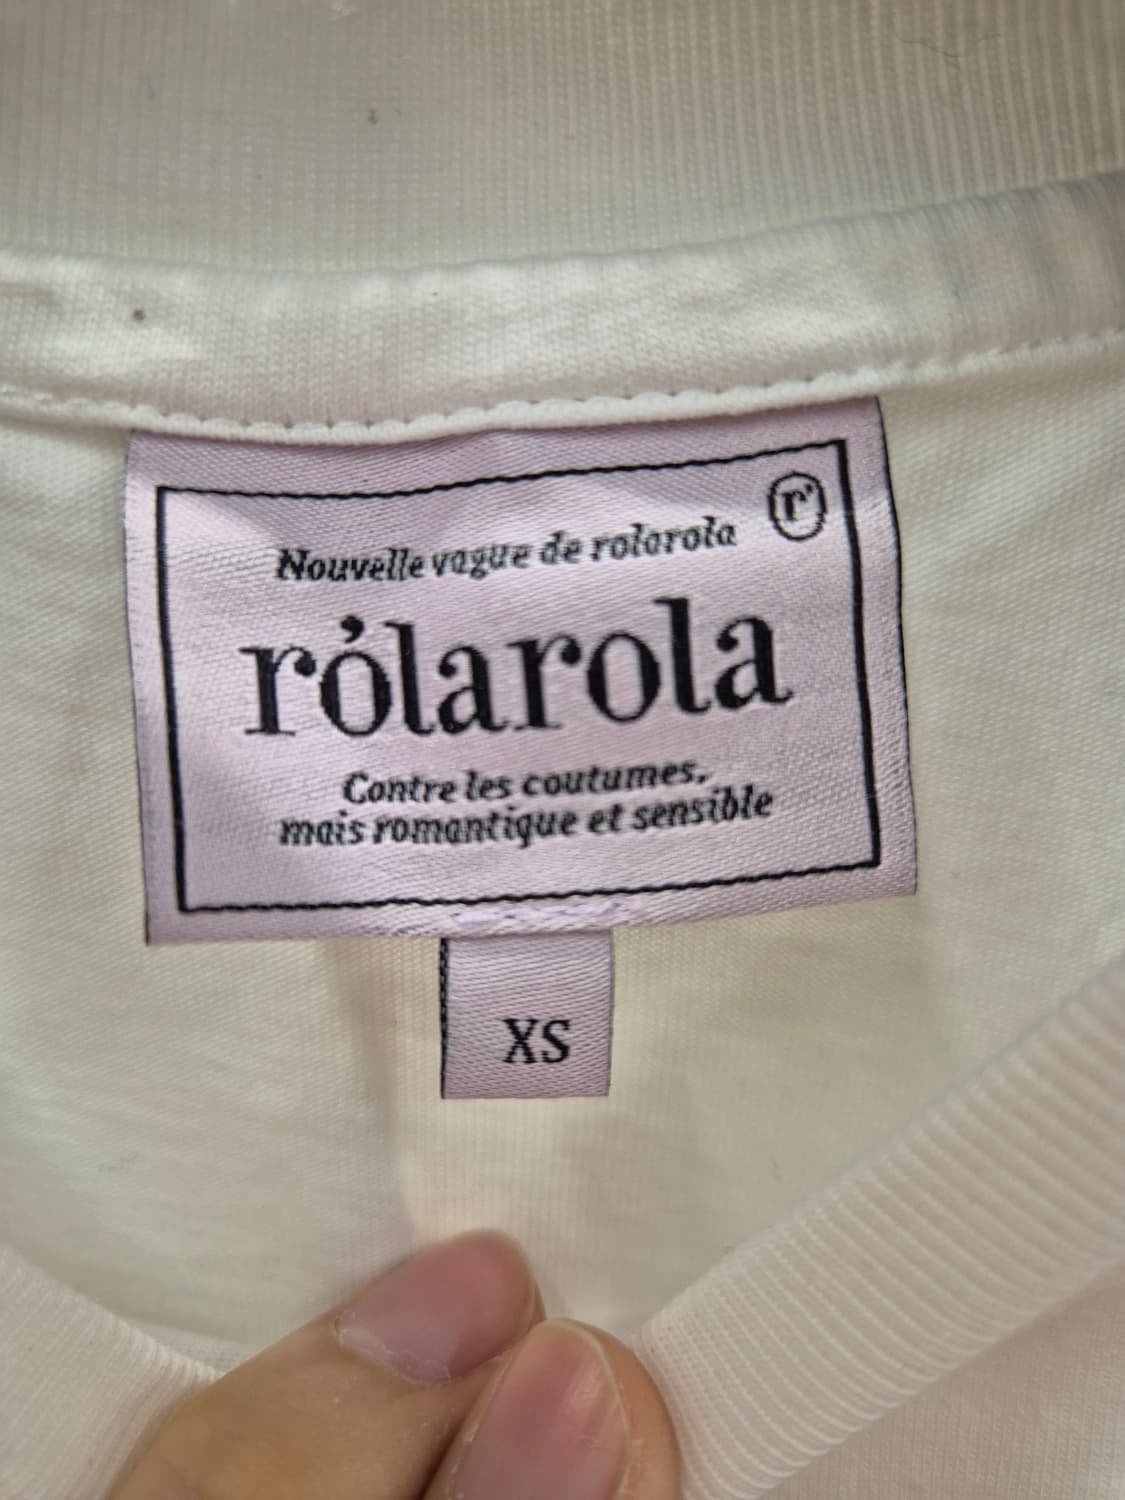 r'
Nouvelle vague de rolarola
rólarola
Contre les coutumes,
mais romantique et sensible
XS